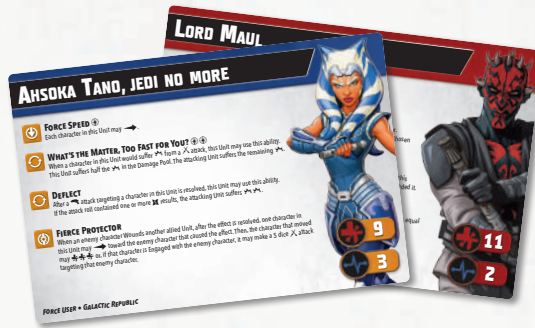 LORD MAUL
AHSOKA TANO, JEDI NO MORE
FORCE SPEED
Each character in this Unit may
WHAT'S THE MATTER, TOO FAST FOR YOU?
When a character in this Unit would suffer from a attack, this Unit may use this ability.
This Unit suffers half the in the Damage Pool. The attacking Unit suffers the remaining
DEFLECT
After a attack targeting a character in this Unit is resolved, this Unit may use this ability.
If the attack roll contained one or more results, the attacking Unit suffers
FIERCE PROTECTOR
When an enemy character Wounds another allied Unit, after the effect is resolved, one character in
this Unit may toward the enemy character that caused the effect. Then, the character that moved
may or, if that character is Engaged with the enemy character, it may make a 5 dice attack
targeting that enemy character.
9
3
FORCE USER • GALACTIC REPUBLIC
equal
11
2